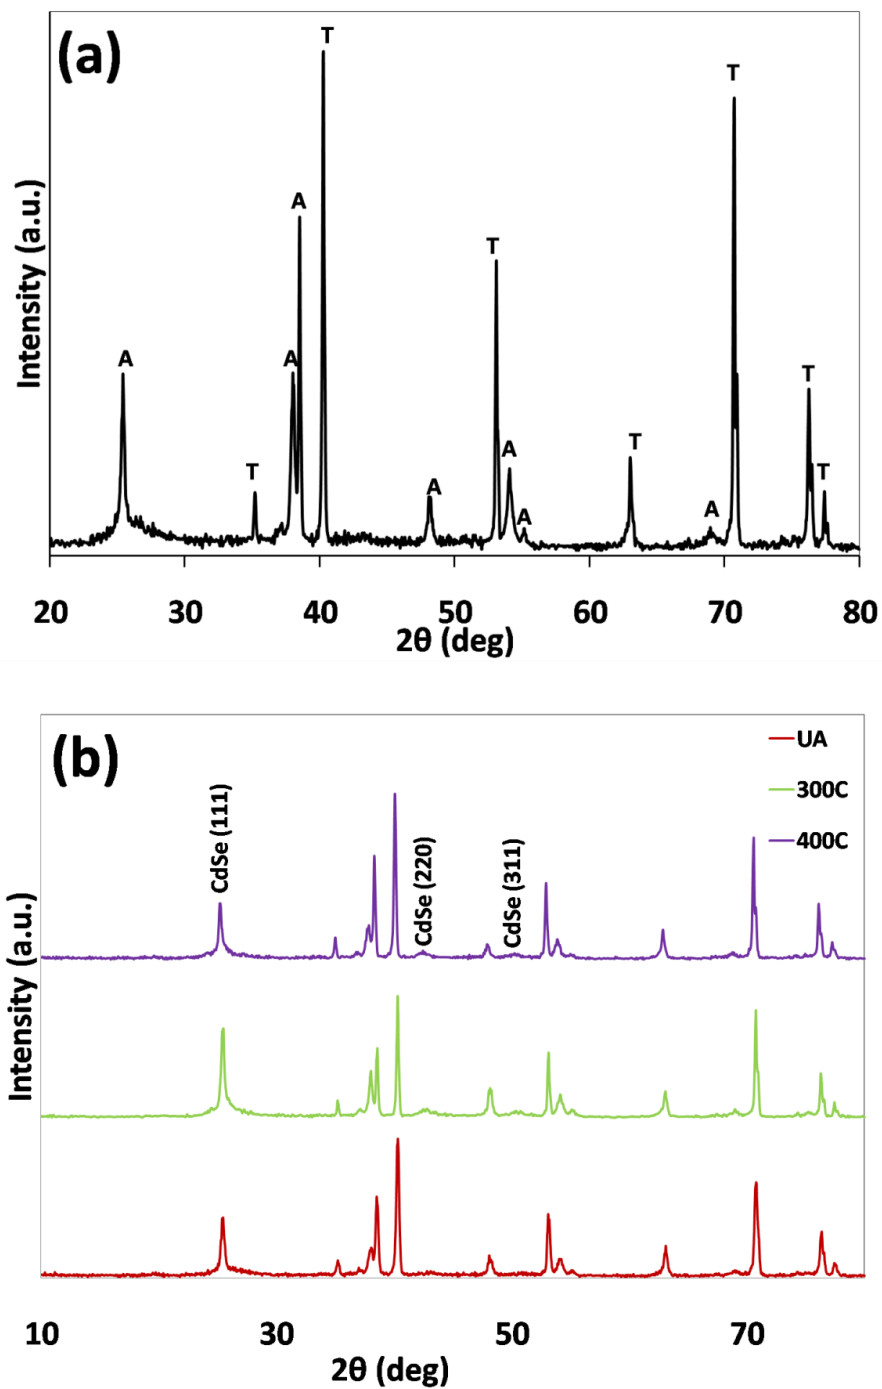 (a)
T
T
A
T
A
A
T
T
A
T
A
T
A
A
Intensity (a.u.)
20 30 40 50 60 70 80
2θ (deg)
(b)
UA
300C
400C
CdSe (111)
CdSe (220)
CdSe (311)
Intensity (a.u.)
10 30 50 70
2θ (deg)